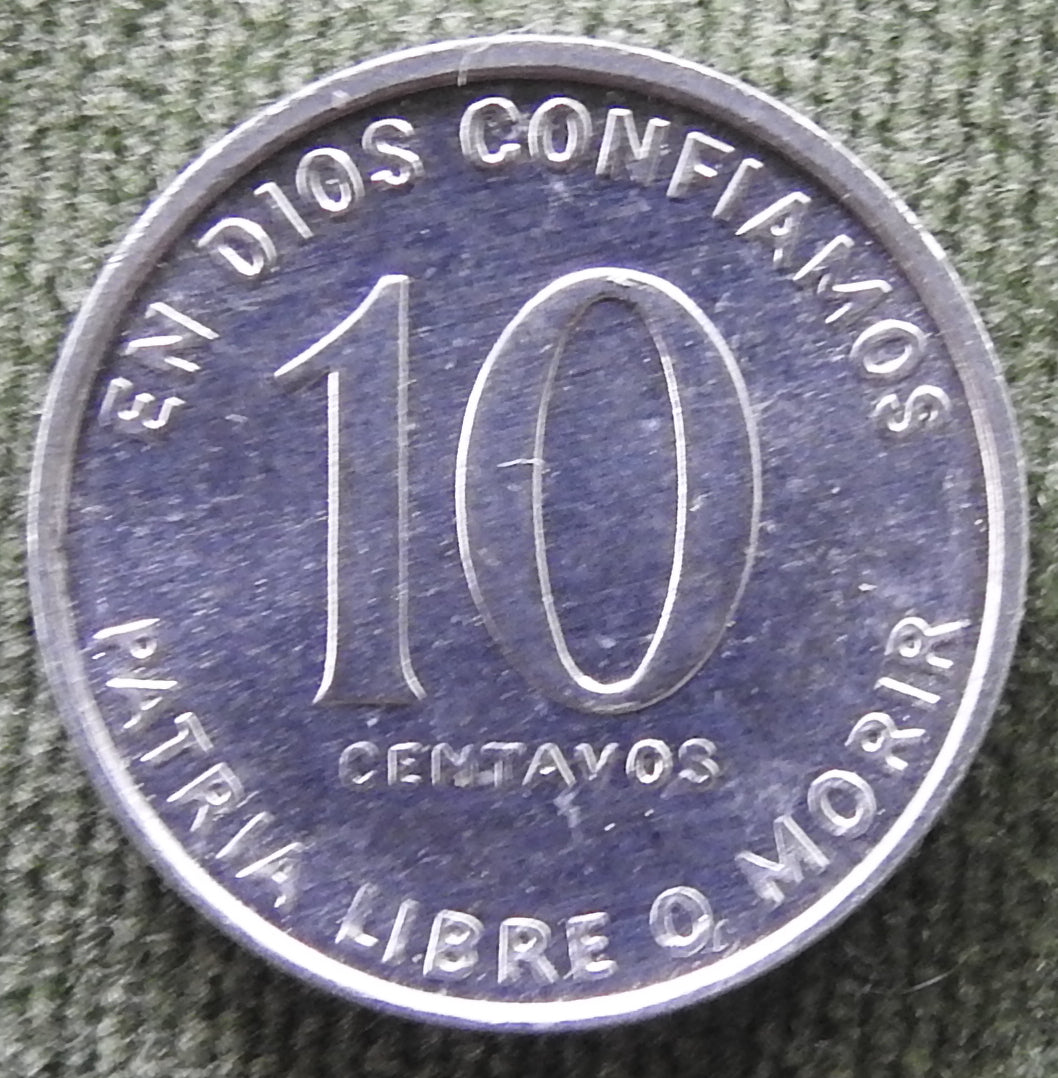 EN DIOS CONFIAMOS
10
CENTAVOS
PATRIA LIBRE O MORIR